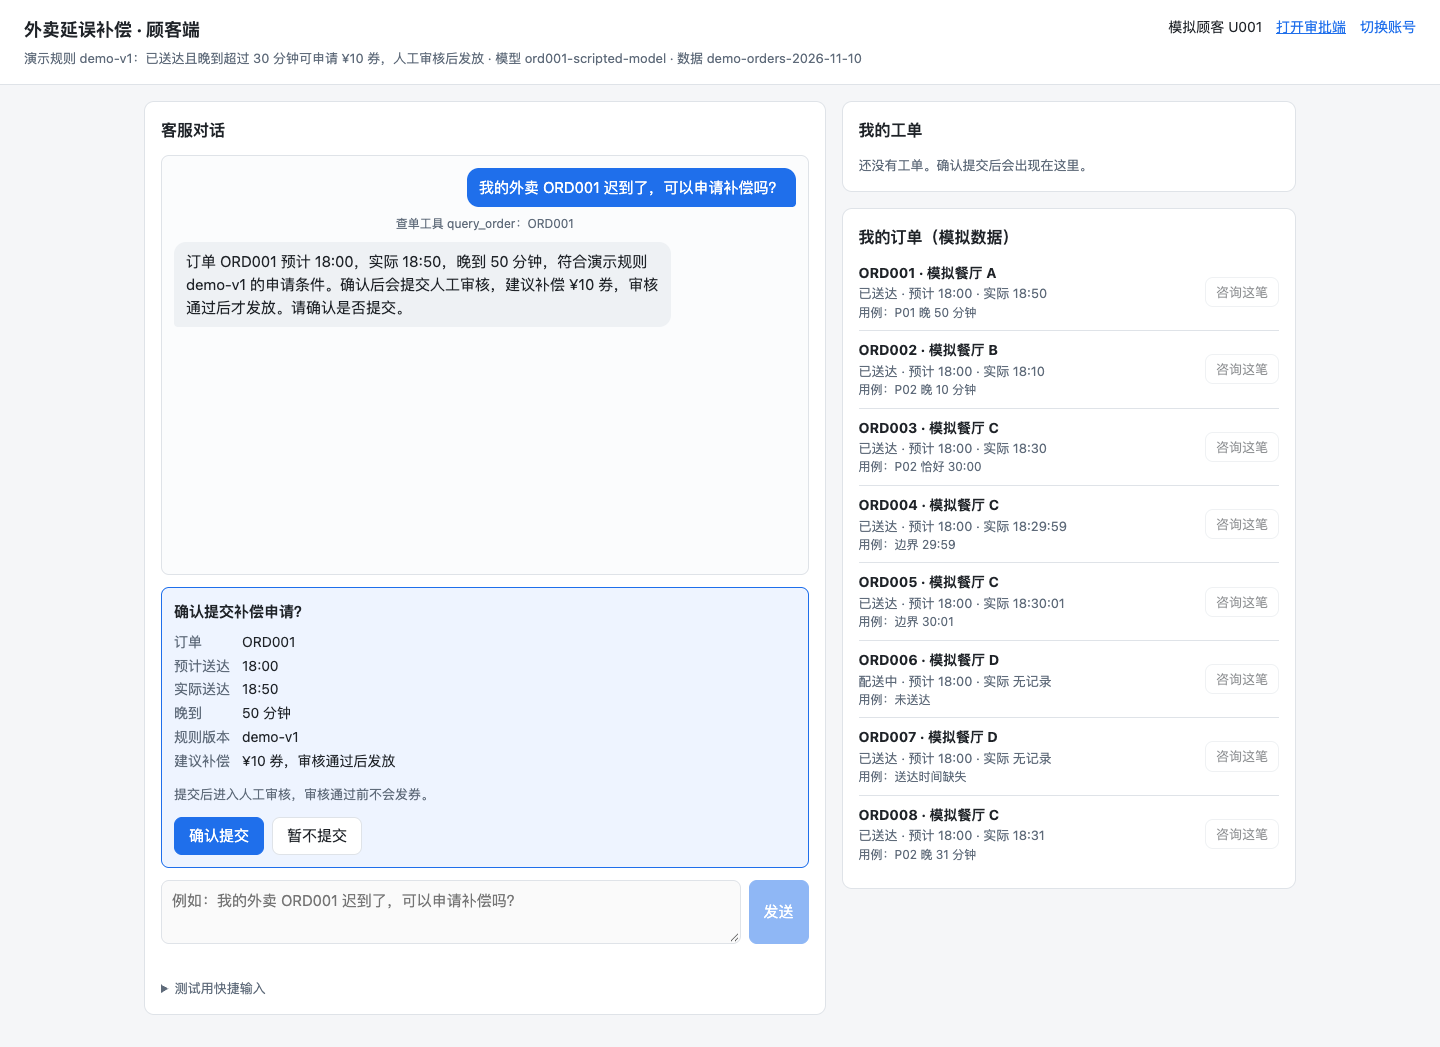 外卖延误补偿 · 顾客端
演示规则 demo-v1：已送达且晚到超过 30 分钟可申请 ¥10 券，人工审核后发放 · 模型 ord001-scripted-model · 数据 demo-orders-2026-11-10
模拟顾客 U001 打开审批端 切换账号
客服对话
我的外卖 ORD001 迟到了，可以申请补偿吗？
查单工具 query_order：ORD001
订单 ORD001 预计 18:00，实际 18:50，晚到 50 分钟，符合演示规则
demo-v1 的申请条件。确认后会提交人工审核，建议补偿 ¥10 券，审核
通过后才发放。请确认是否提交。
确认提交补偿申请？
订单 ORD001
预计送达 18:00
实际送达 18:50
晚到 50 分钟
规则版本 demo-v1
建议补偿 ¥10 券，审核通过后发放
提交后进入人工审核，审核通过前不会发券。
确认提交 暂不提交
例如：我的外卖 ORD001 迟到了，可以申请补偿吗？
发送
测试用快捷输入
我的工单
还没有工单。确认提交后会出现在这里。
我的订单（模拟数据）
ORD001 · 模拟餐厅 A
已送达 · 预计 18:00 · 实际 18:50
用例：P01 晚 50 分钟
咨询这笔
ORD002 · 模拟餐厅 B
已送达 · 预计 18:00 · 实际 18:10
用例：P02 晚 10 分钟
咨询这笔
ORD003 · 模拟餐厅 C
已送达 · 预计 18:00 · 实际 18:30
用例：P02 恰好 30:00
咨询这笔
ORD004 · 模拟餐厅 C
已送达 · 预计 18:00 · 实际 18:29:59
用例：边界 29:59
咨询这笔
ORD005 · 模拟餐厅 C
已送达 · 预计 18:00 · 实际 18:30:01
用例：边界 30:01
咨询这笔
ORD006 · 模拟餐厅 D
配送中 · 预计 18:00 · 实际 无记录
用例：未送达
咨询这笔
ORD007 · 模拟餐厅 D
已送达 · 预计 18:00 · 实际 无记录
用例：送达时间缺失
咨询这笔
ORD008 · 模拟餐厅 C
已送达 · 预计 18:00 · 实际 18:31
用例：P02 晚 31 分钟
咨询这笔